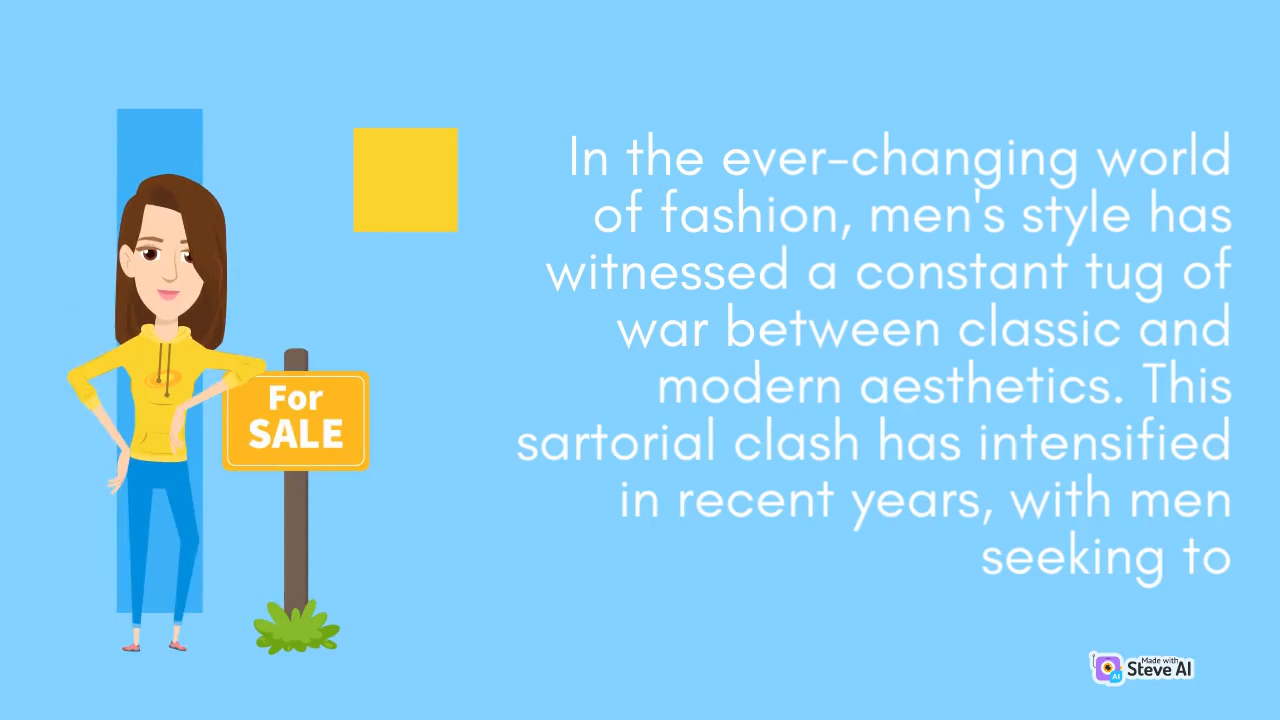 In the ever-changing world
of fashion, men's style has
witnessed a constant tug of
war between classic and
modern aesthetics. This
sartorial clash has intensified
in recent years, with men
seeking to
For
SALE
Made with
Steve AI
AI